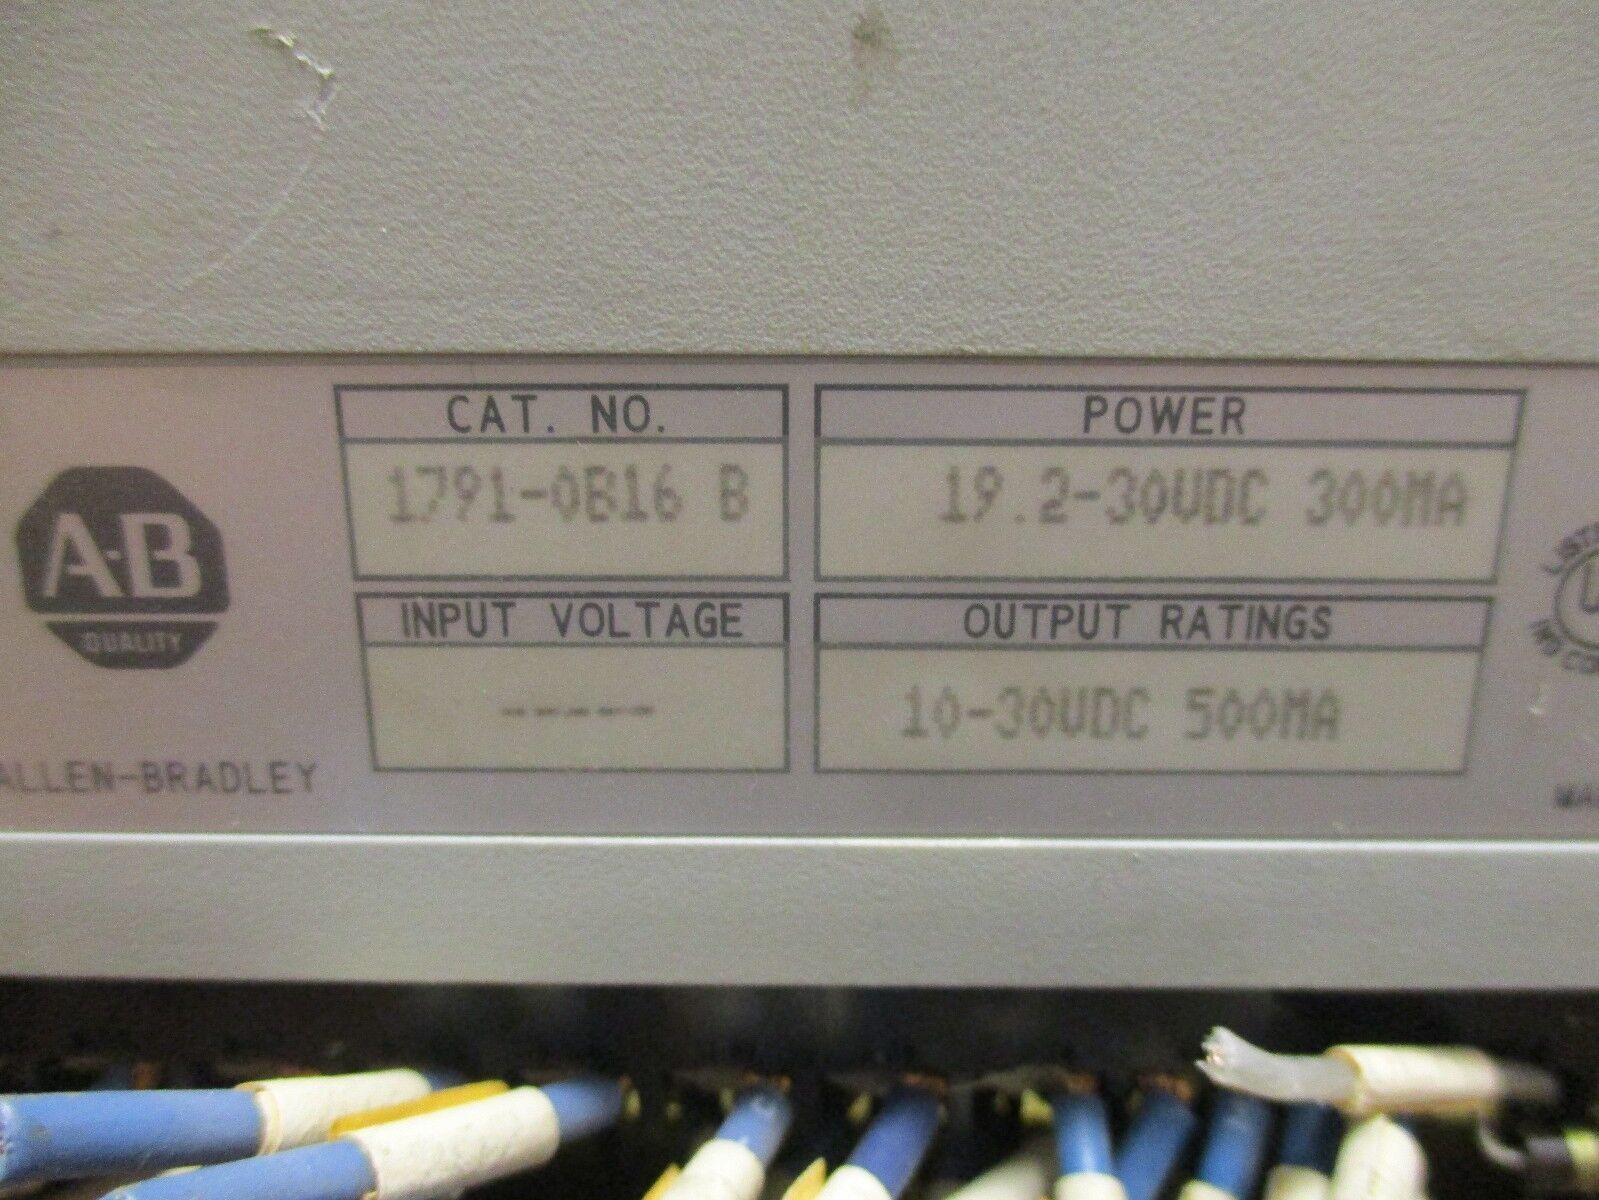 CAT. NO.
1791-0B16 B
POWER
19.2-30VDC 300MA
A-B
QUALITY
INPUT VOLTAGE
-----
OUTPUT RATINGS
10-30VDC 500MA
ALLEN-BRADLEY